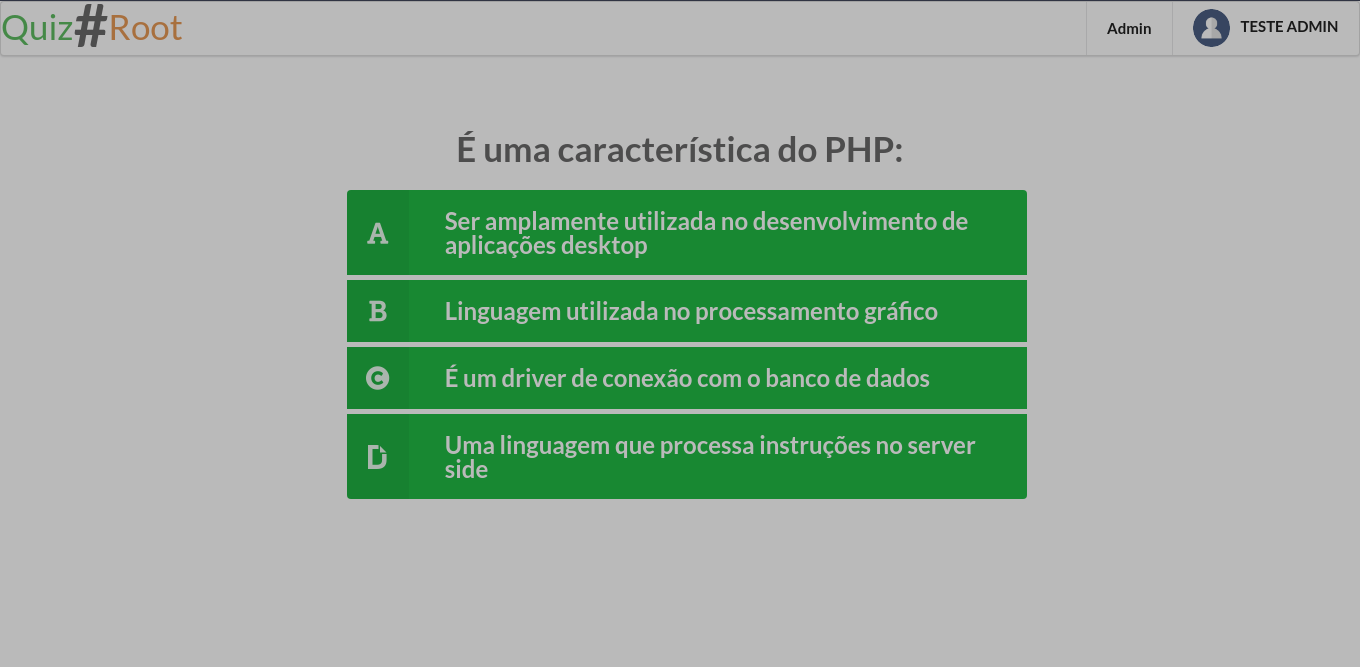 Quiz#Root
Admin
TESTE ADMIN
É uma característica do PHP:
A
Ser amplamente utilizada no desenvolvimento de
aplicações desktop
B
Linguagem utilizada no processamento gráfico
C
É um driver de conexão com o banco de dados
D
Uma linguagem que processa instruções no server
side